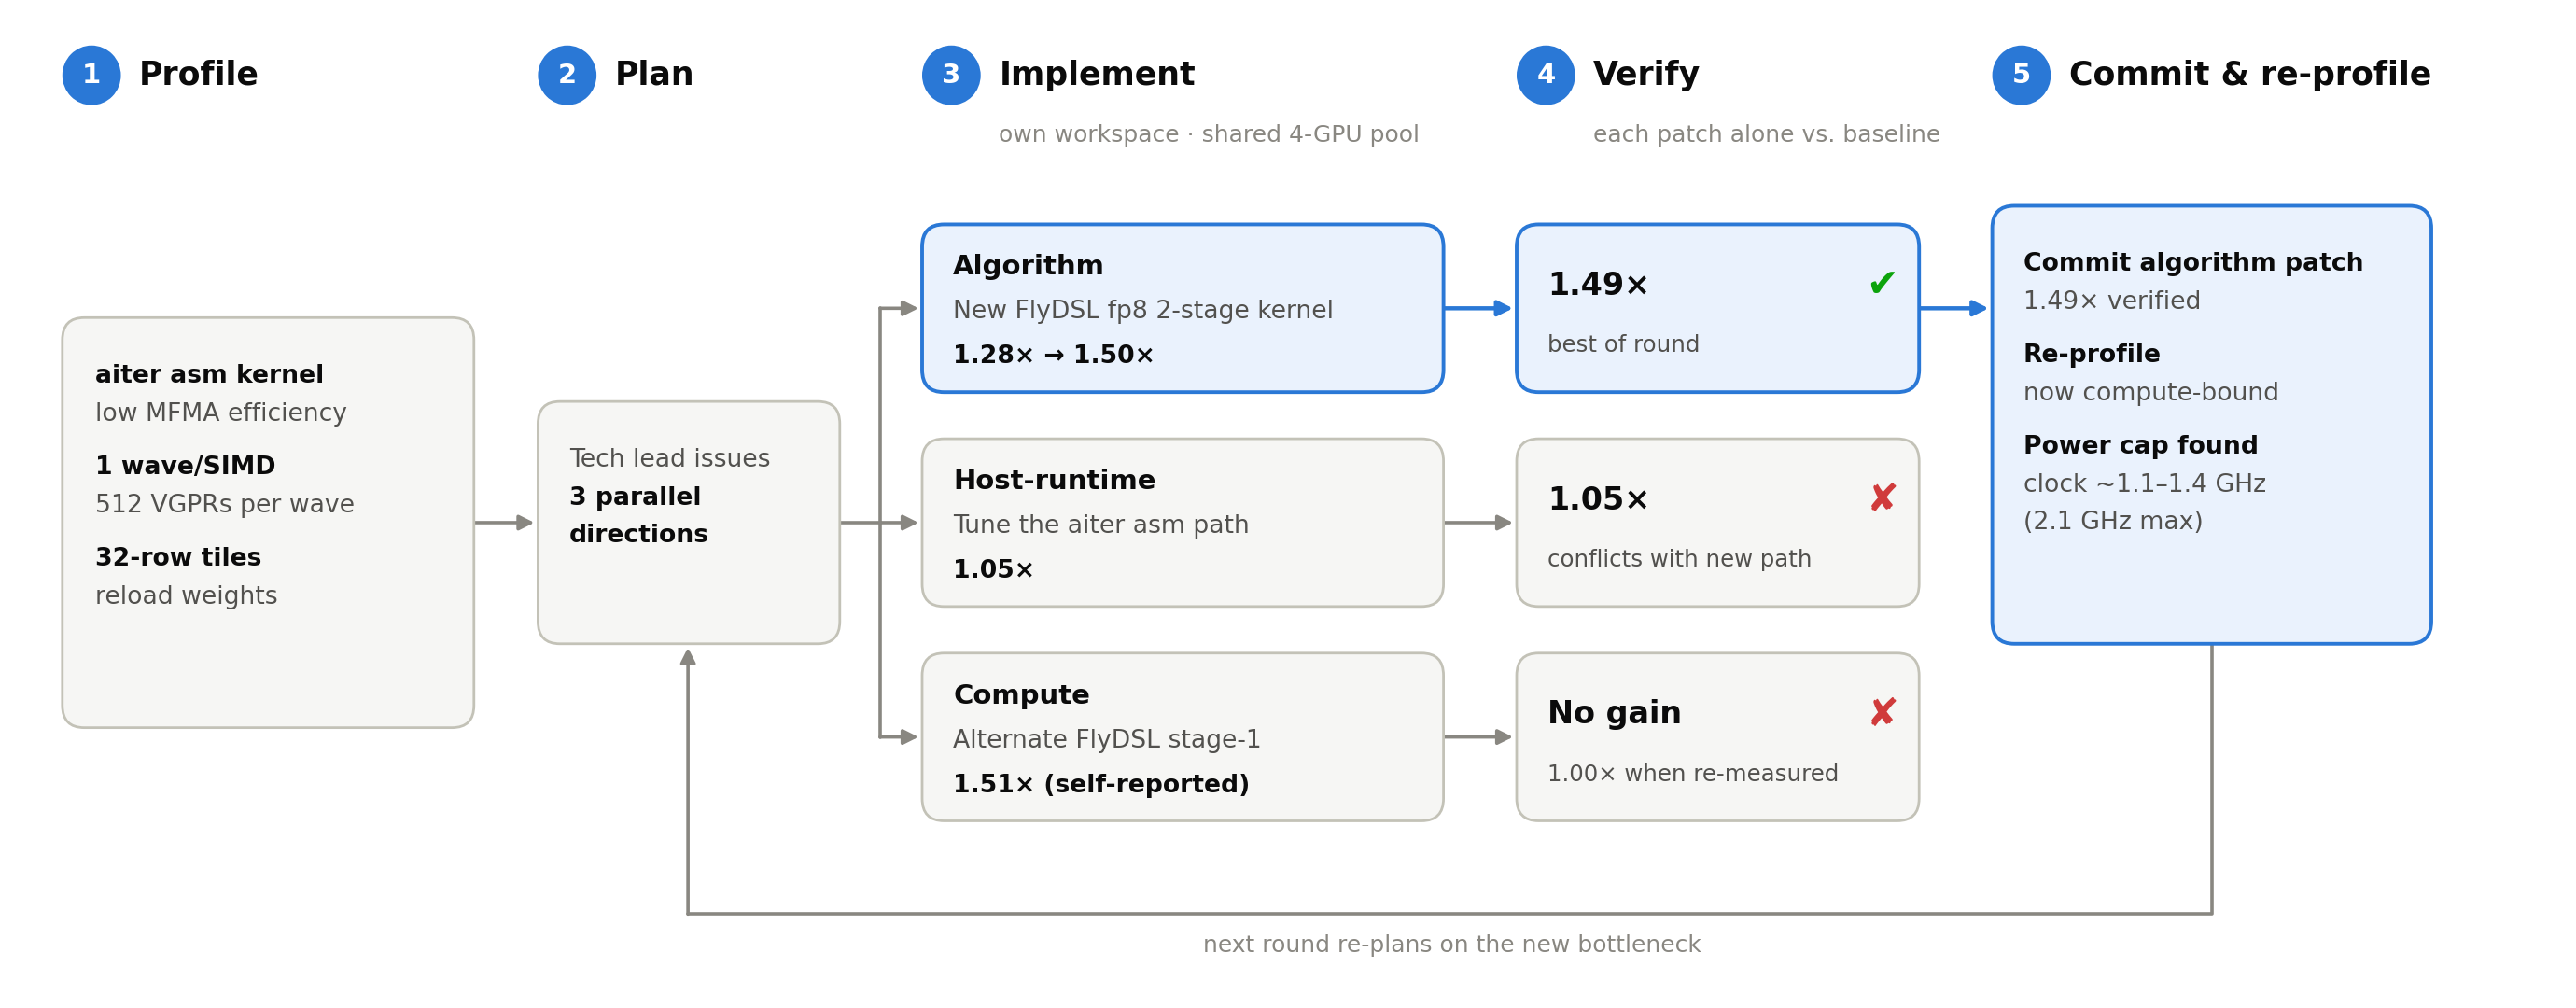 1 Profile
2 Plan
3 Implement
own workspace · shared 4-GPU pool
4 Verify
each patch alone vs. baseline
5 Commit & re-profile
aiter asm kernel
low MFMA efficiency
1 wave/SIMD
512 VGPRs per wave
32-row tiles
reload weights
Tech lead issues
3 parallel
directions
Algorithm
New FlyDSL fp8 2-stage kernel
1.28× → 1.50×
Host-runtime
Tune the aiter asm path
1.05×
Compute
Alternate FlyDSL stage-1
1.51× (self-reported)
1.49× ✔
best of round
1.05× ✘
conflicts with new path
No gain ✘
1.00× when re-measured
Commit algorithm patch
1.49× verified
Re-profile
now compute-bound
Power cap found
clock ~1.1–1.4 GHz
(2.1 GHz max)
next round re-plans on the new bottleneck